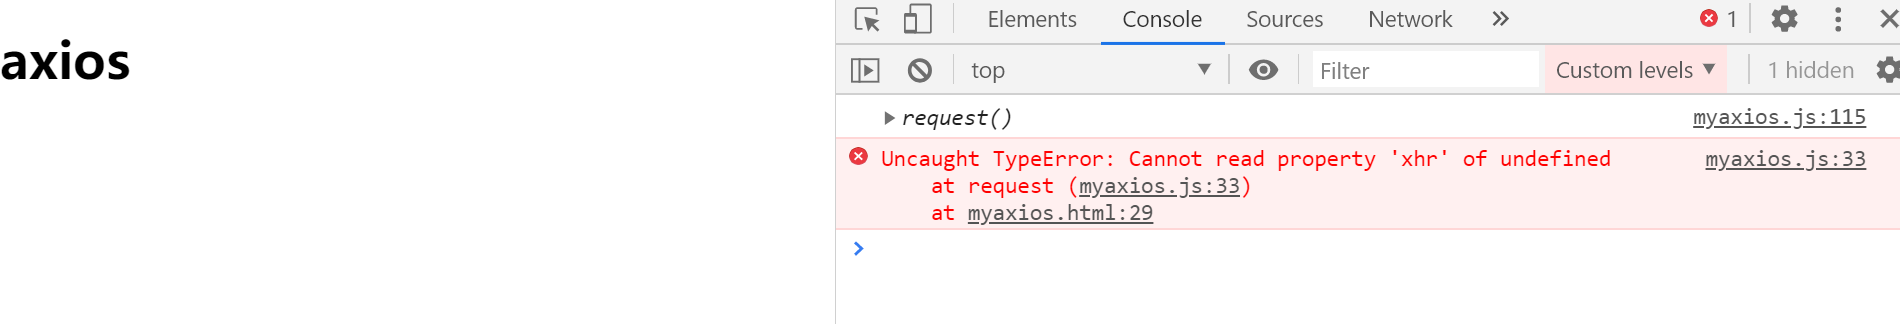 axios
Elements Console Sources Network » 1
top Filter Custom levels 1 hidden
request() myaxios.js:115
Uncaught TypeError: Cannot read property 'xhr' of undefined myaxios.js:33
at request (myaxios.js:33)
at myaxios.html:29